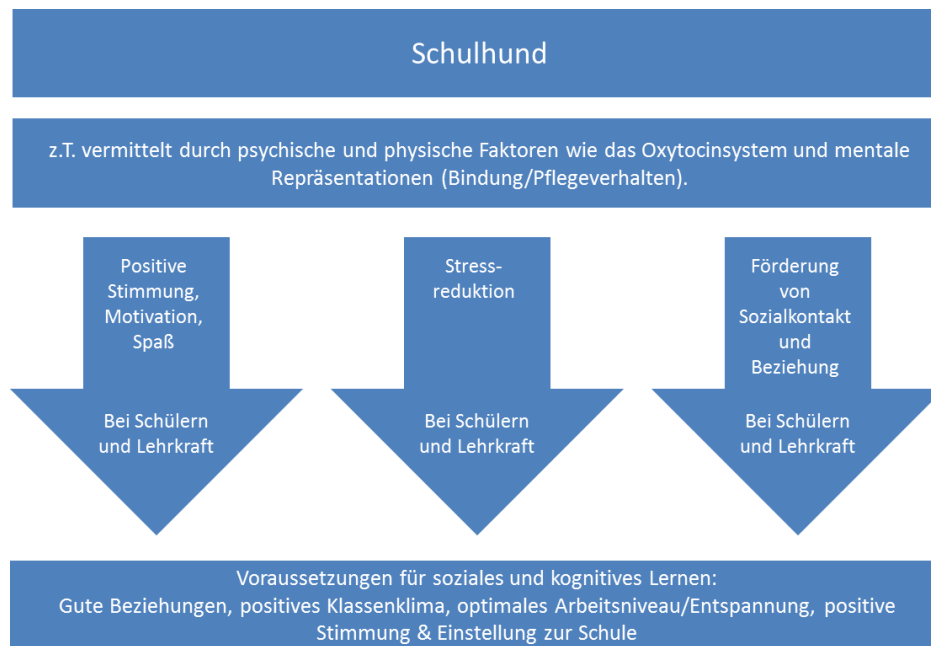 Schulhund
z.T. vermittelt durch psychische und physische Faktoren wie das Oxytocinsystem und mentale
Repräsentationen (Bindung/Pflegeverhalten).
Positive
Stimmung,
Motivation,
Spaß
Bei Schülern
und Lehrkraft
Stress-
reduktion
Bei Schülern
und Lehrkraft
Förderung
von
Sozialkontakt
und
Beziehung
Bei Schülern
und Lehrkraft
Voraussetzungen für soziales und kognitives Lernen:
Gute Beziehungen, positives Klassenklima, optimales Arbeitsniveau/Entspannung, positive
Stimmung & Einstellung zur Schule